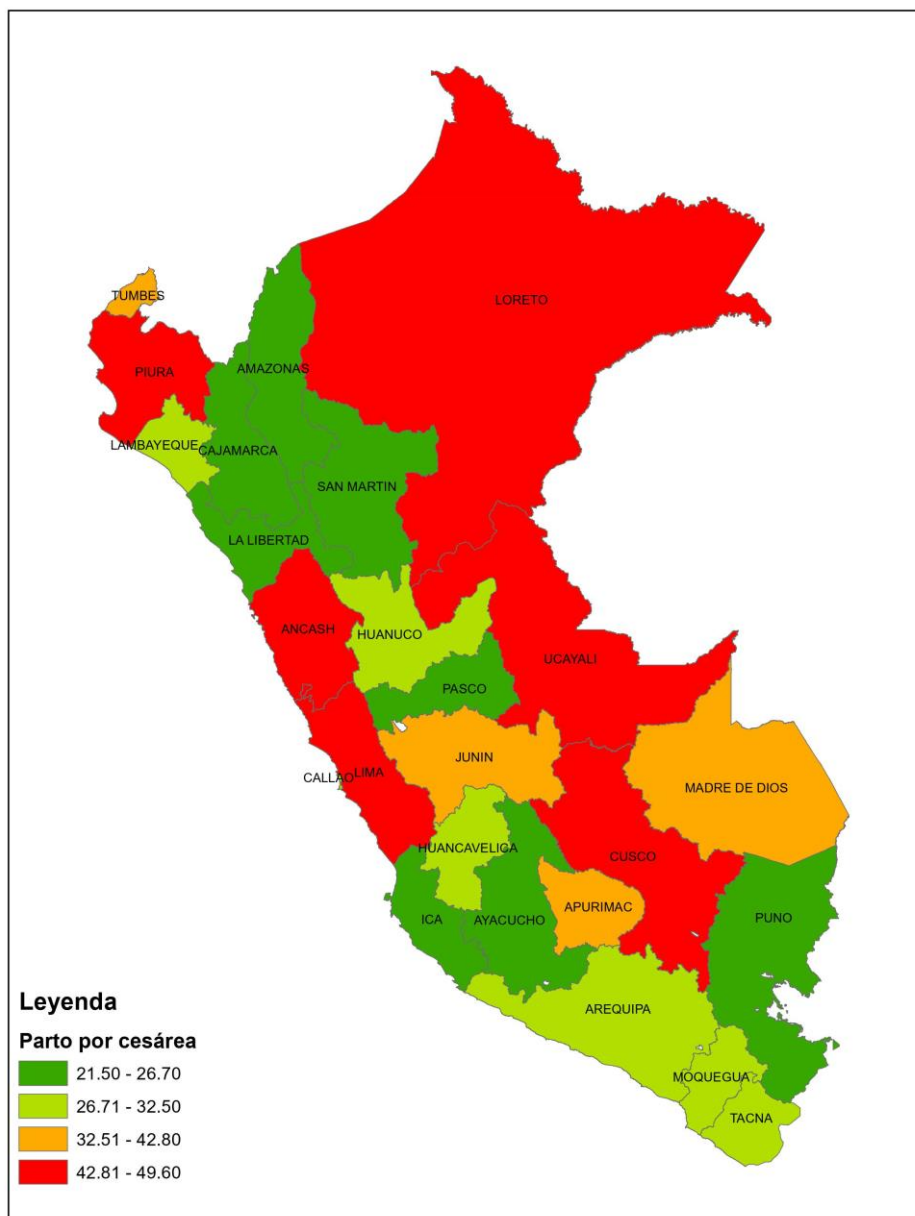 LORETO
TUMBES
AMAZONAS
PIURA
LAMBAYEQUE
CAJAMARCA
SAN MARTIN
LA LIBERTAD
ANCASH
HUANUCO
UCAYALI
PASCO
JUNIN
CALLAO
LIMA
MADRE DE DIOS
HUANCAVELIGA
CUSCO
ICA
AYACUCHO
APURIMAC
PUNO
AREQUIPA
MOQUEGUA
TACNA
Leyenda
Parto por cesárea
21.50 - 26.70
26.71 - 32.50
32.51 - 42.80
42.81 - 49.60